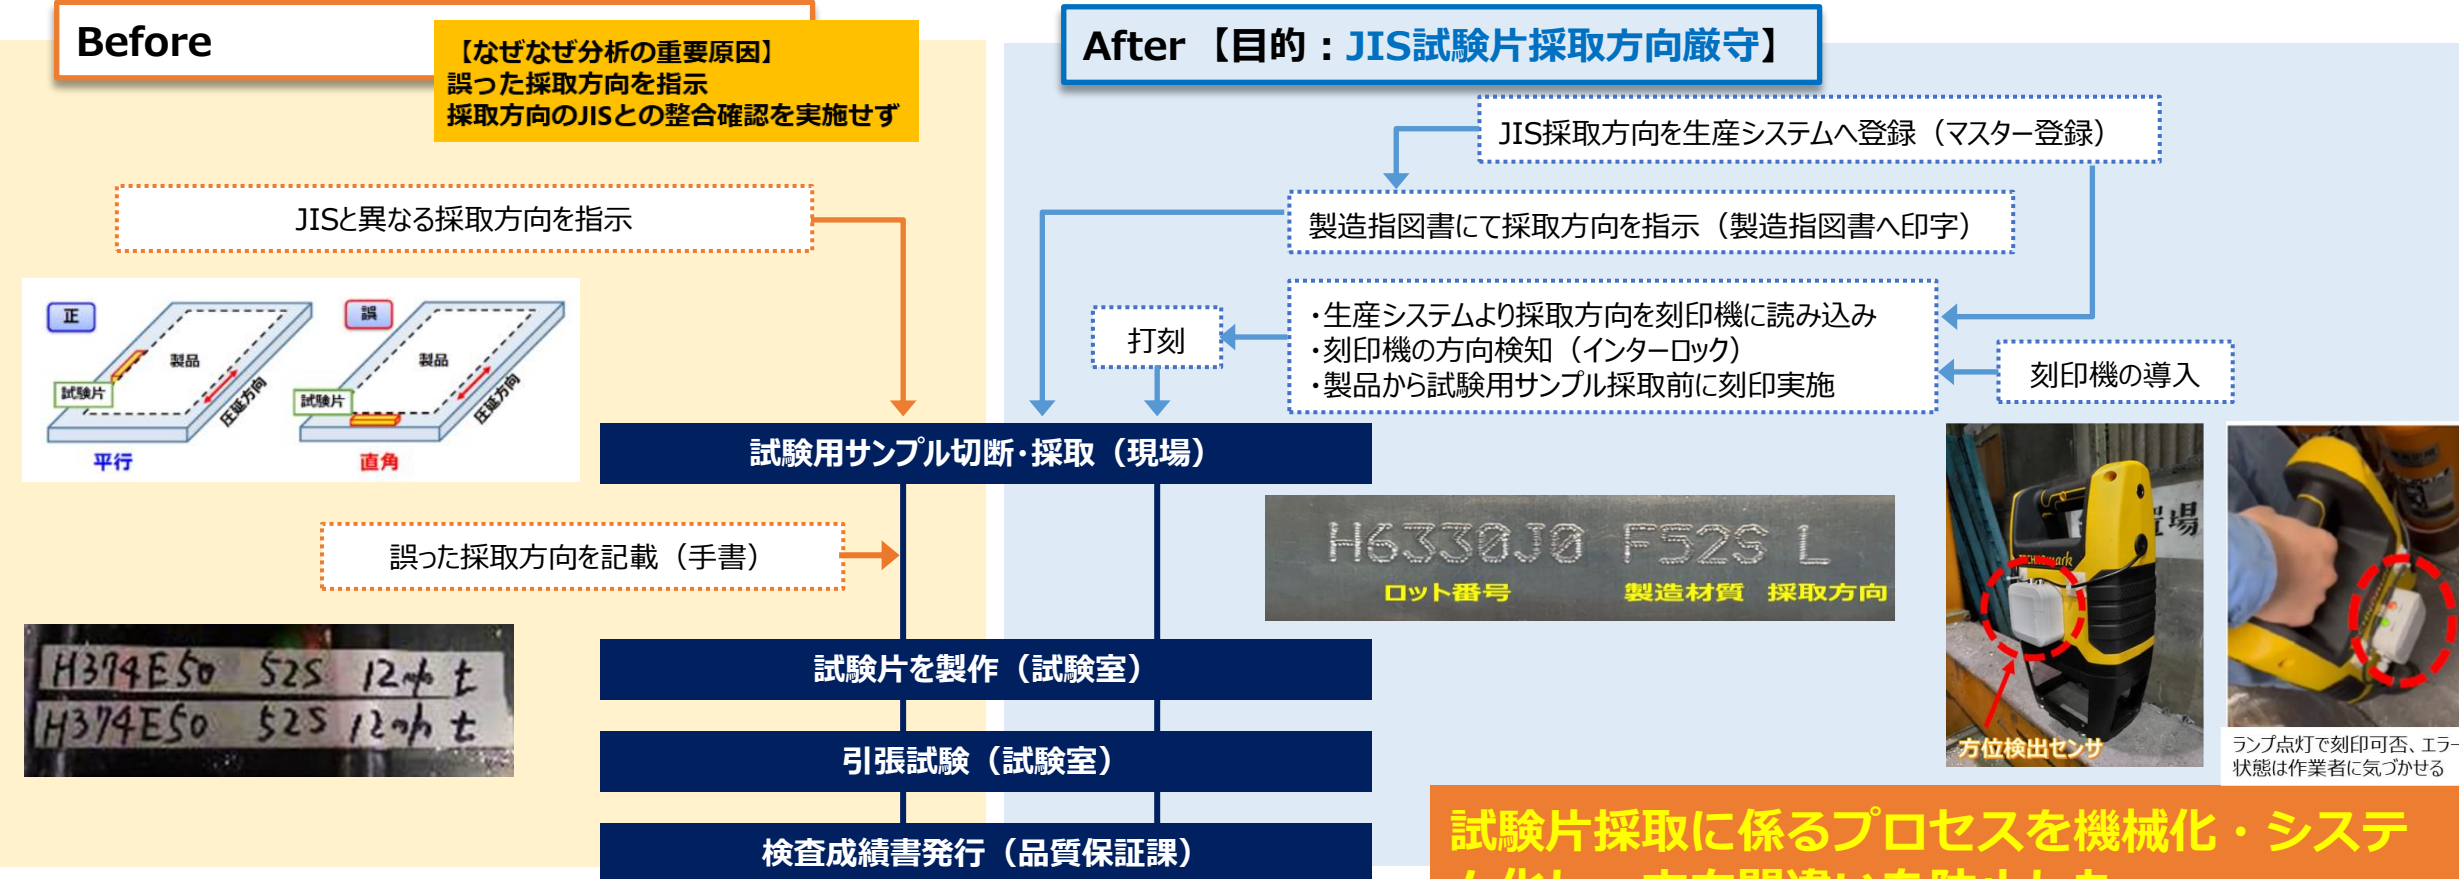 Before
【なぜなぜ分析の重要原因】
誤った採取方向を指示
採取方向のJISとの整合確認を実施せず
JISと異なる採取方向を指示
正
製品
試験片
圧延方向
平行
誤
製品
試験片
圧延方向
直角
誤った採取方向を記載（手書）
H374E50 52S 12m/m t
H374E50 52S 12m/m t
After【目的：JIS試験片採取方向厳守】
JIS採取方向を生産システムへ登録（マスター登録）
製造指図書にて採取方向を指示（製造指図書へ印字）
・生産システムより採取方向を刻印機に読み込み
・刻印機の方向検知（インターロック）
・製品から試験用サンプル採取前に刻印実施
打刻
刻印機の導入
試験用サンプル切断･採取（現場）
試験片を製作（試験室）
引張試験（試験室）
検査成績書発行（品質保証課）
H6330J0 F52S L
ロット番号 製造材質 採取方向
置場
方位検出センサ
ランプ点灯で刻印可否、エラー
状態は作業者に気づかせる
試験片採取に係るプロセスを機械化・システ